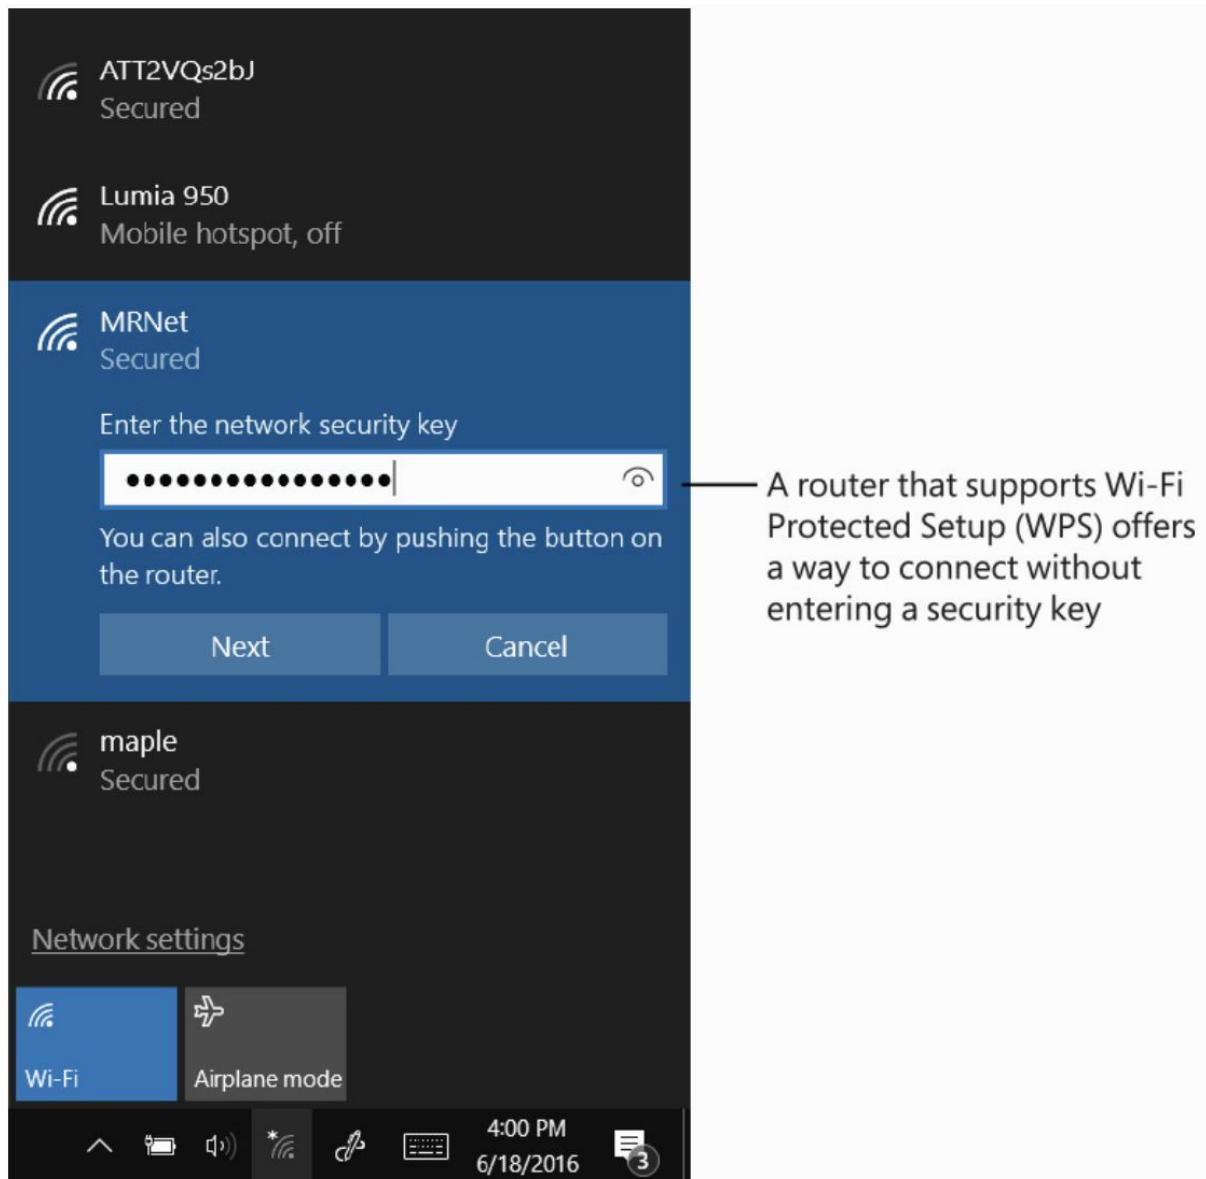 ATT2VQs2bJ
Secured
Lumia 950
Mobile hotspot, off
MRNet
Secured
Enter the network security key
••••••••••••••••
You can also connect by pushing the button on
the router.
Next
Cancel
A router that supports Wi-Fi
Protected Setup (WPS) offers
a way to connect without
entering a security key
maple
Secured
Network settings
Wi-Fi
Airplane mode
4:00 PM
6/18/2016
3